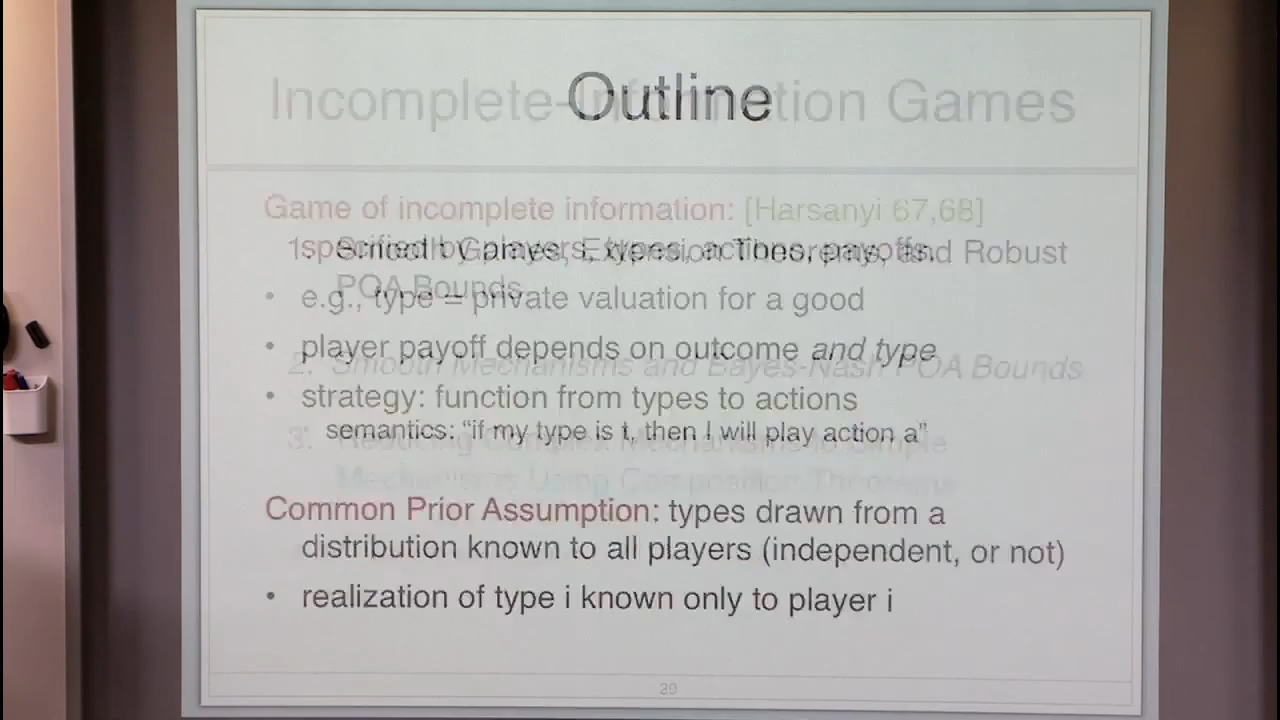 Incomplete-Information Games
Outline
Game of incomplete information: [Harsanyi 67,68]
specified by players, types, actions, payoffs.
1. Smooth Games, Extension Theorems, and Robust
POA Bounds
• e.g., type = private valuation for a good
• player payoff depends on outcome and type
2. Smooth Mechanisms and Bayes-Nash POA Bounds
• strategy: function from types to actions
semantics: “if my type is t, then I will play action a”
3. Reducing Complex Mechanisms to Simple
Mechanisms Using Composition Theorems
Common Prior Assumption: types drawn from a
distribution known to all players (independent, or not)
• realization of type i known only to player i
29